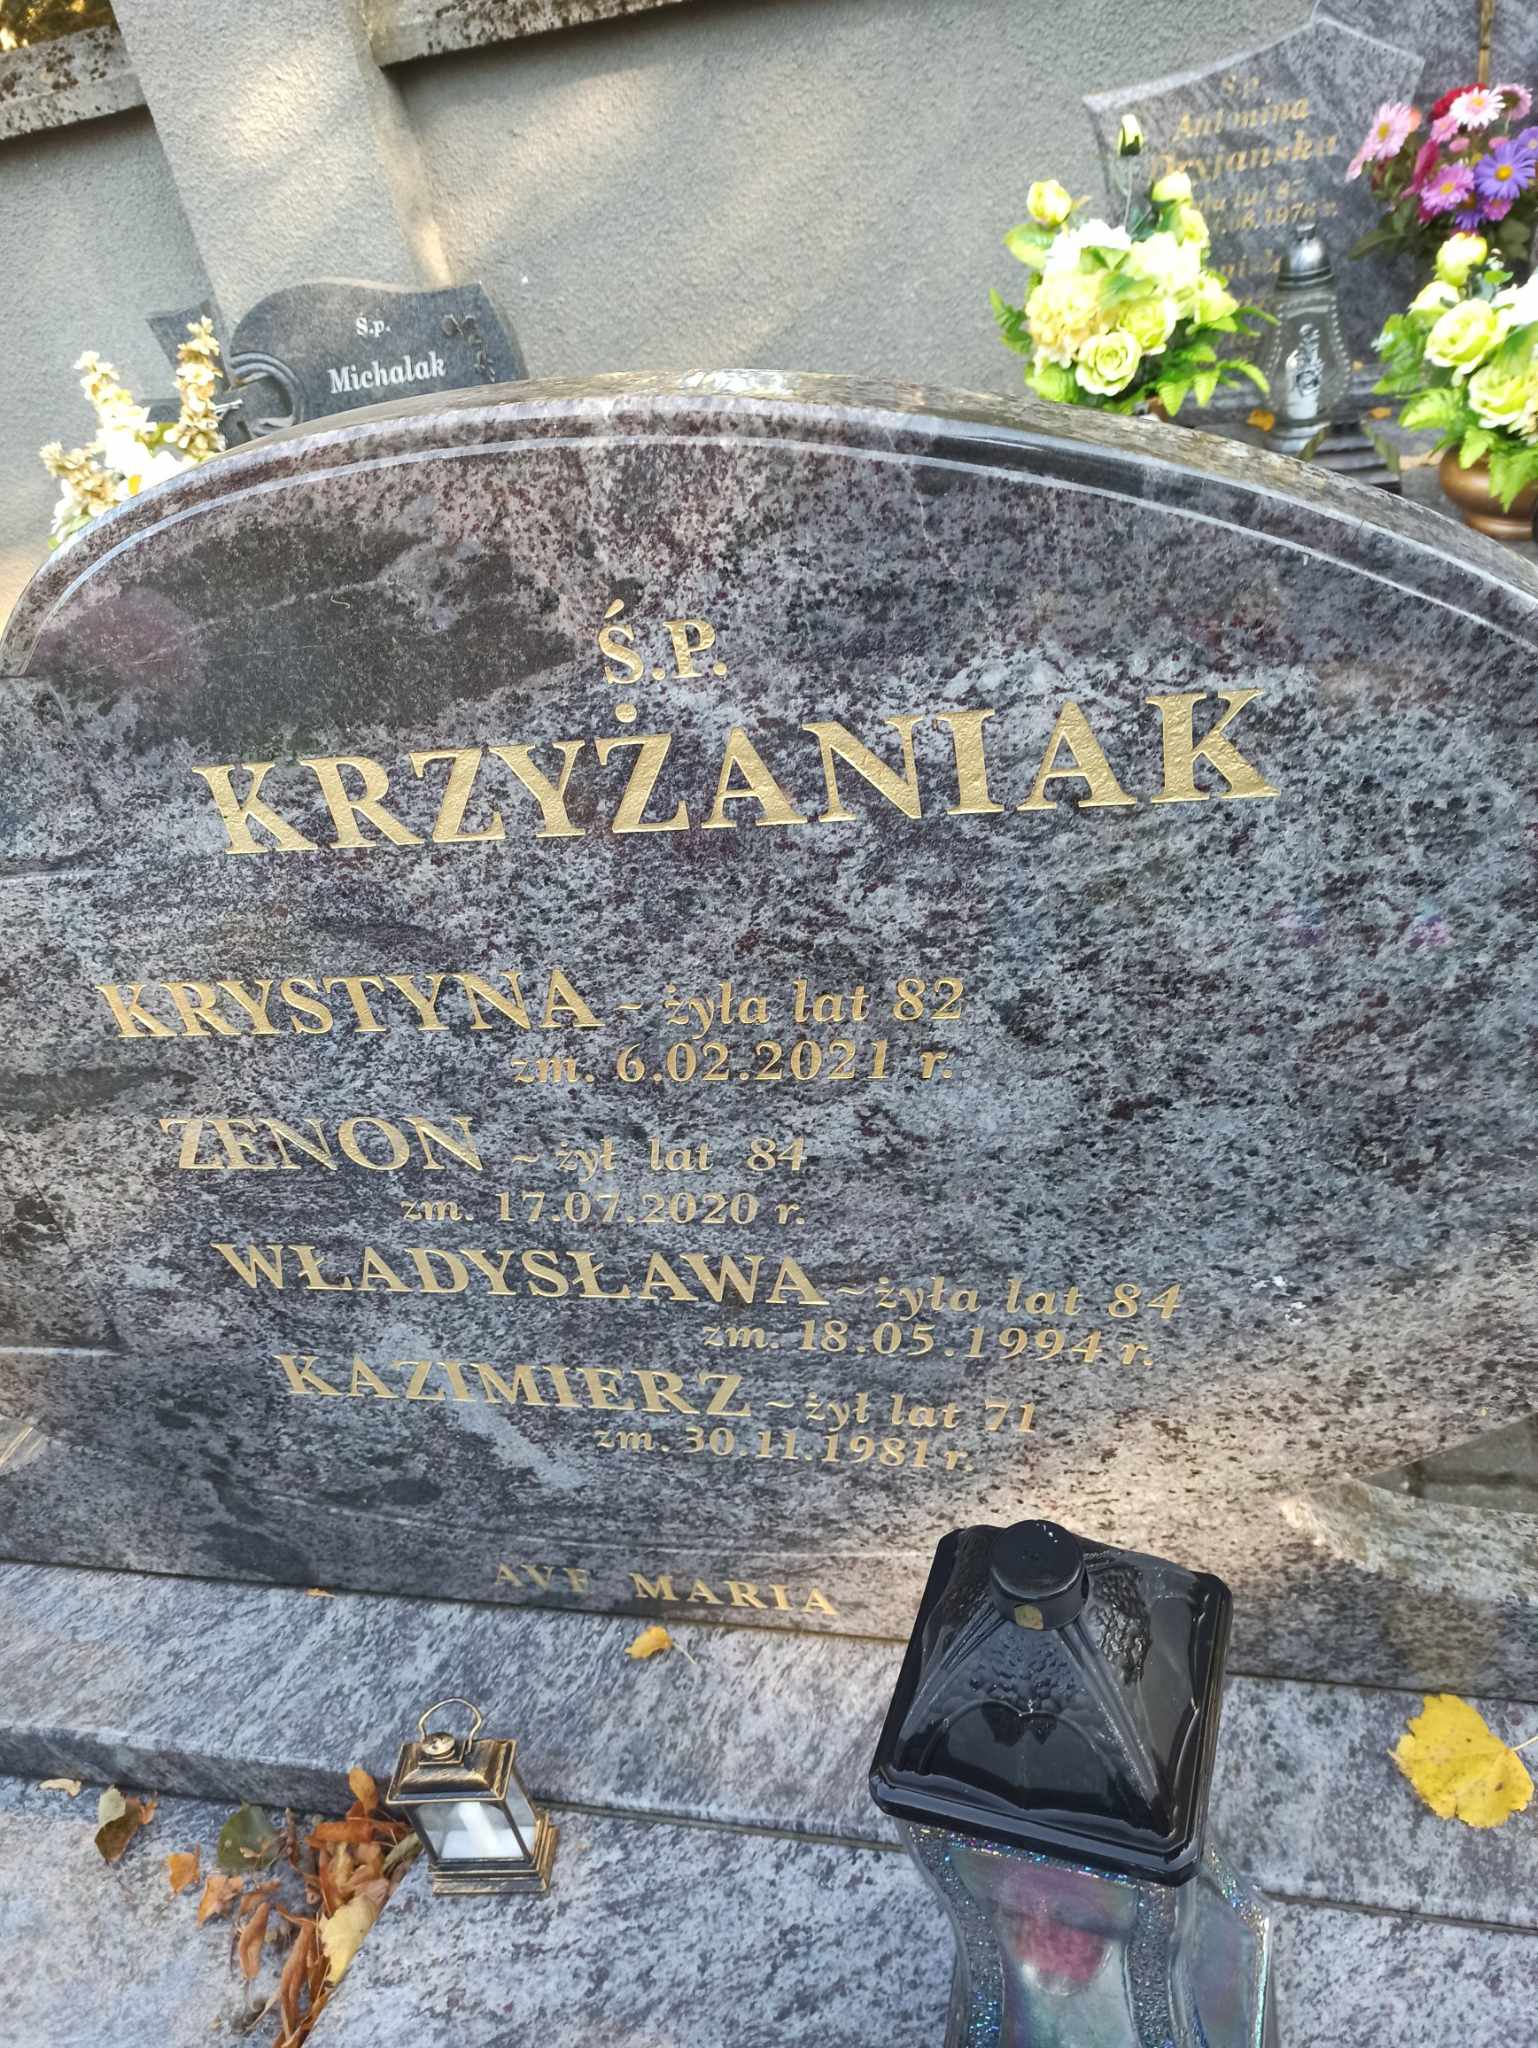 Ś.p.
Michalak
Ś.p.
lat
Ś.P.
KRZYŻANIAK
KRYSTYNA ~ żyła lat 82
zm. 6.02.2021 r.
ZENON ~ żył lat 84
zm. 17.07.2020 r.
WŁADYSŁAWA ~ żyła lat 84
zm. 18.05.1994 r.
KAZIMIERZ ~ żył lat 71
zm. 30.11.1981 r.
AVE MARIA